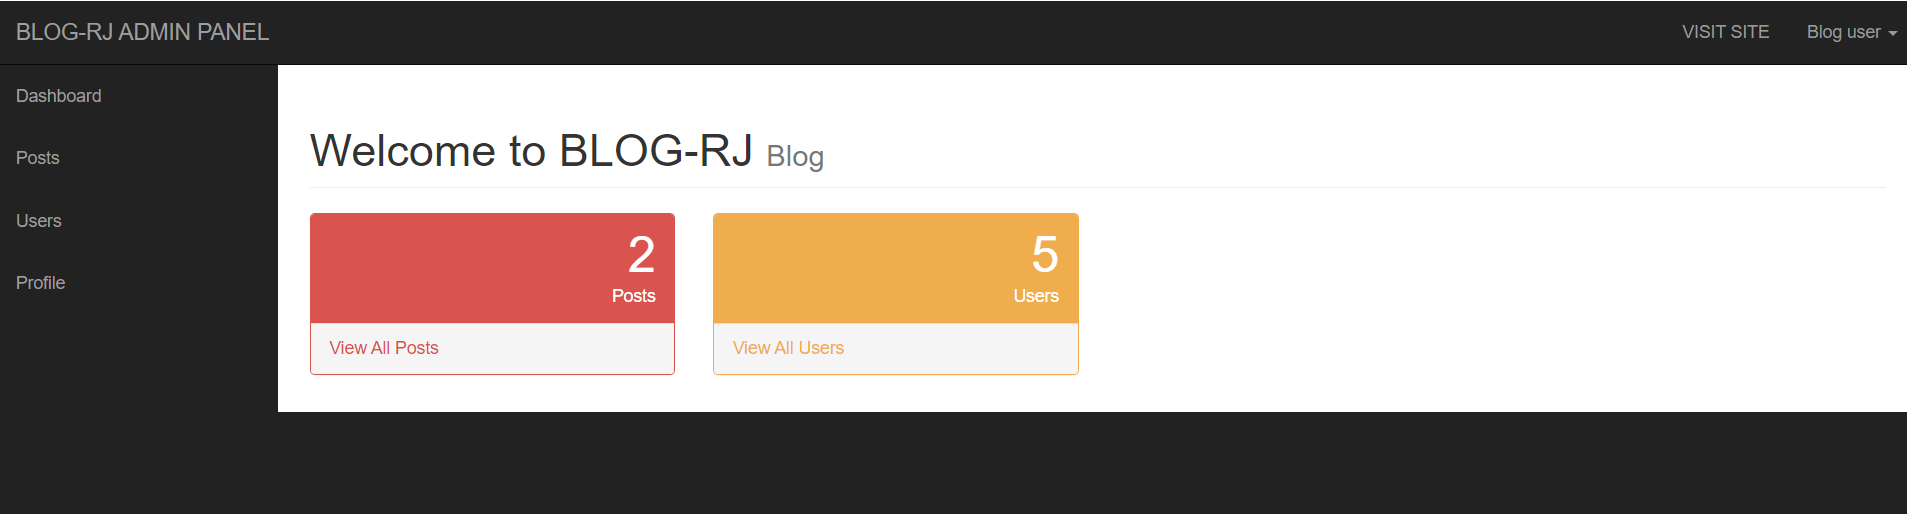 BLOG-RJ ADMIN PANEL
VISIT SITE
Blog user
Dashboard
Posts
Users
Profile
Welcome to BLOG-RJ Blog
2
Posts
View All Posts
5
Users
View All Users